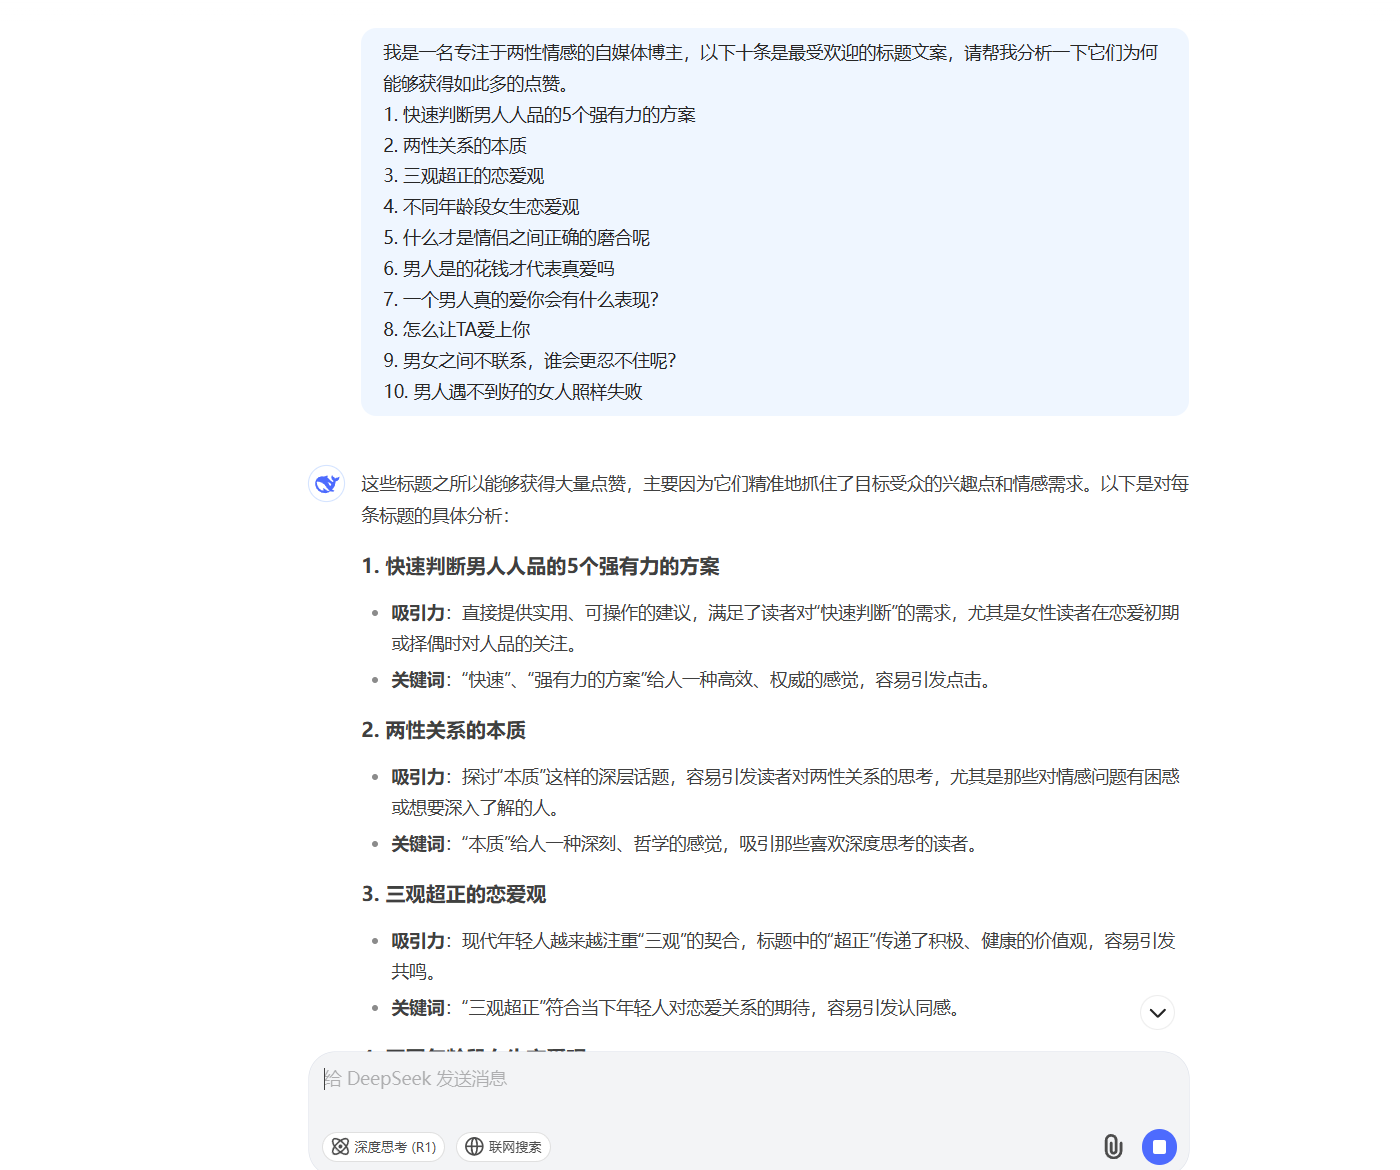 我是一名专注于两性情感的自媒体博主，以下十条是最受欢迎的标题文案，请帮我分析一下它们为何
能够获得如此多的点赞。
1. 快速判断男人人品的5个强有力的方案
2. 两性关系的本质
3. 三观超正的恋爱观
4. 不同年龄段女生恋爱观
5. 什么才是情侣之间正确的磨合呢
6. 男人是的花钱才代表真爱吗
7. 一个男人真的爱你会有什么表现？
8. 怎么让TA爱上你
9. 男女之间不联系，谁会更忍不住呢？
10. 男人遇不到好的女人照样失败
这些标题之所以能够获得大量点赞，主要因为它们精准地抓住了目标受众的兴趣点和情感需求。以下是对每
条标题的具体分析：
1. 快速判断男人人品的5个强有力的方案
• 吸引力：直接提供实用、可操作的建议，满足了读者对“快速判断”的需求，尤其是女性读者在恋爱初期
或择偶时对人品的关注。
• 关键词：“快速”、“强有力的方案”给人一种高效、权威的感觉，容易引发点击。
2. 两性关系的本质
• 吸引力：探讨“本质”这样的深层话题，容易引发读者对两性关系的思考，尤其是那些对情感问题有困惑
或想要深入了解的人。
• 关键词：“本质”给人一种深刻、哲学的感觉，吸引那些喜欢深度思考的读者。
3. 三观超正的恋爱观
• 吸引力：现代年轻人越来越注重“三观”的契合，标题中的“超正”传递了积极、健康的价值观，容易引发
共鸣。
• 关键词：“三观超正”符合当下年轻人对恋爱关系的期待，容易引发认同感。
给 DeepSeek 发送消息
深度思考 (R1) 联网搜索